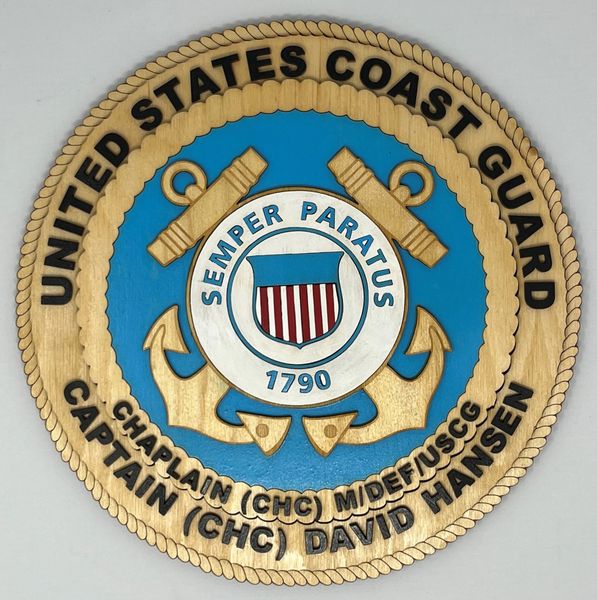 UNITED STATES COAST GUARD
SEMPER PARATUS
1790
CHAPLAIN (CHC) M/DEF/USCG
CAPTAIN (CHC) DAVID HANSEN